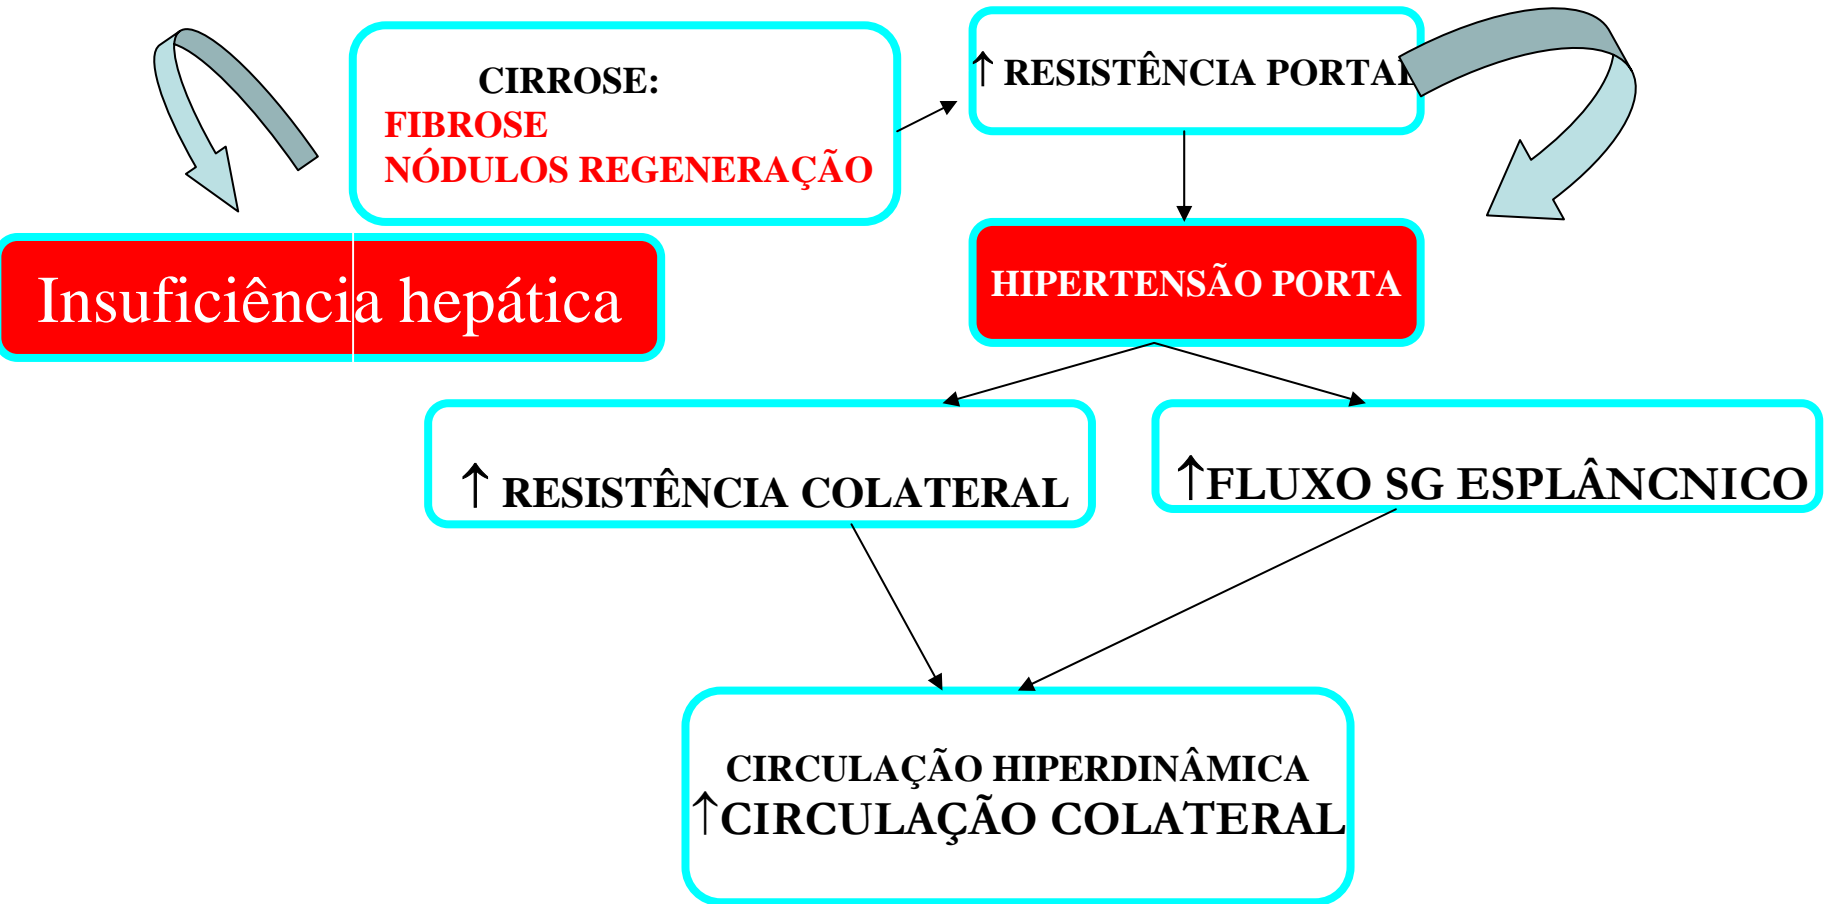 CIRROSE:
FIBROSE
NÓDULOS REGENERAÇÃO
↑ RESISTÊNCIA PORTAL
Insuficiência hepática
HIPERTENSÃO PORTA
↑ RESISTÊNCIA COLATERAL
↑FLUXO SG ESPLÂNCNICO
CIRCULAÇÃO HIPERDINÂMICA
↑CIRCULAÇÃO COLATERAL